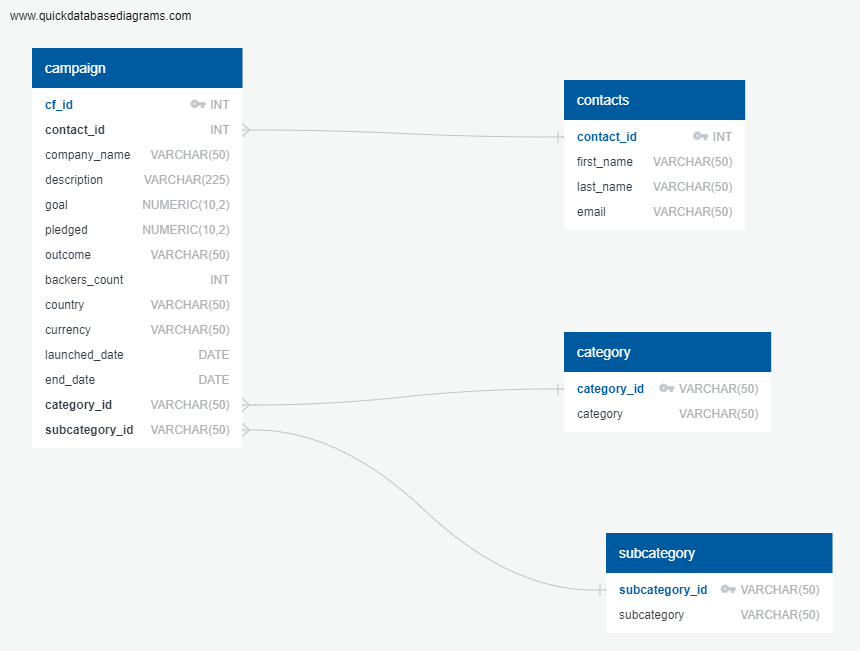 www.quickdatabasediagrams.com
campaign
cf_id INT
contact_id INT
company_name VARCHAR(50)
description VARCHAR(225)
goal NUMERIC(10,2)
pledged NUMERIC(10,2)
outcome VARCHAR(50)
backers_count INT
country VARCHAR(50)
currency VARCHAR(50)
launched_date DATE
end_date DATE
category_id VARCHAR(50)
subcategory_id VARCHAR(50)
contacts
contact_id INT
first_name VARCHAR(50)
last_name VARCHAR(50)
email VARCHAR(50)
category
category_id VARCHAR(50)
category VARCHAR(50)
subcategory
subcategory_id VARCHAR(50)
subcategory VARCHAR(50)